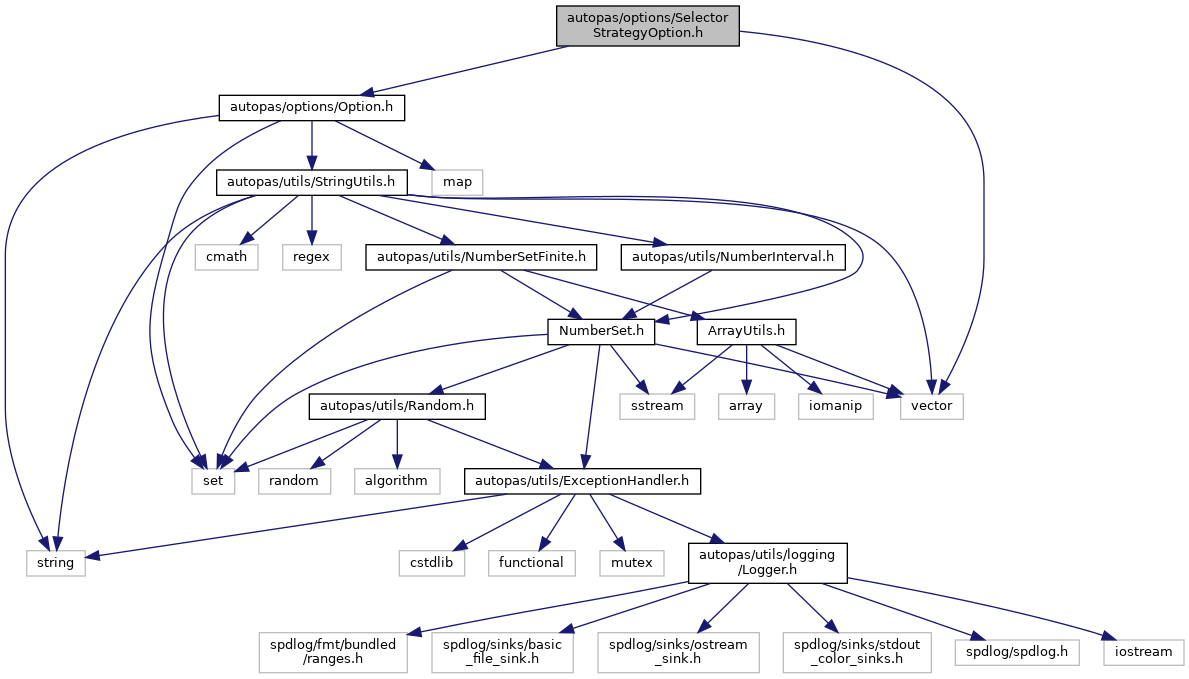 autopas/options/Selector
StrategyOption.h
autopas/options/Option.h
autopas/utils/StringUtils.h
map
cmath
regex
autopas/utils/NumberSetFinite.h
autopas/utils/NumberInterval.h
NumberSet.h
ArrayUtils.h
autopas/utils/Random.h
sstream
array
iomanip
vector
set
random
algorithm
autopas/utils/ExceptionHandler.h
string
cstdlib
functional
mutex
autopas/utils/logging
/Logger.h
spdlog/fmt/bundled
/ranges.h
spdlog/sinks/basic
_file_sink.h
spdlog/sinks/ostream
_sink.h
spdlog/sinks/stdout
_color_sinks.h
spdlog/spdlog.h
iostream